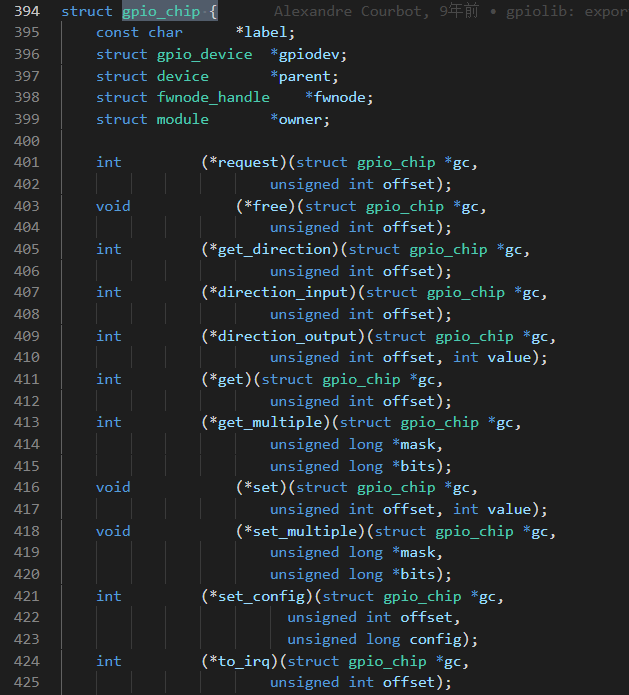 394 struct gpio_chip { Alexandre Courbot, 9年前 • gpiolib: expor
395 const char *label;
396 struct gpio_device *gpiodev;
397 struct device *parent;
398 struct fwnode_handle *fwnode;
399 struct module *owner;
400
401 int (*request)(struct gpio_chip *gc,
402 unsigned int offset);
403 void (*free)(struct gpio_chip *gc,
404 unsigned int offset);
405 int (*get_direction)(struct gpio_chip *gc,
406 unsigned int offset);
407 int (*direction_input)(struct gpio_chip *gc,
408 unsigned int offset);
409 int (*direction_output)(struct gpio_chip *gc,
410 unsigned int offset, int value);
411 int (*get)(struct gpio_chip *gc,
412 unsigned int offset);
413 int (*get_multiple)(struct gpio_chip *gc,
414 unsigned long *mask,
415 unsigned long *bits);
416 void (*set)(struct gpio_chip *gc,
417 unsigned int offset, int value);
418 void (*set_multiple)(struct gpio_chip *gc,
419 unsigned long *mask,
420 unsigned long *bits);
421 int (*set_config)(struct gpio_chip *gc,
422 unsigned int offset,
423 unsigned long config);
424 int (*to_irq)(struct gpio_chip *gc,
425 unsigned int offset);